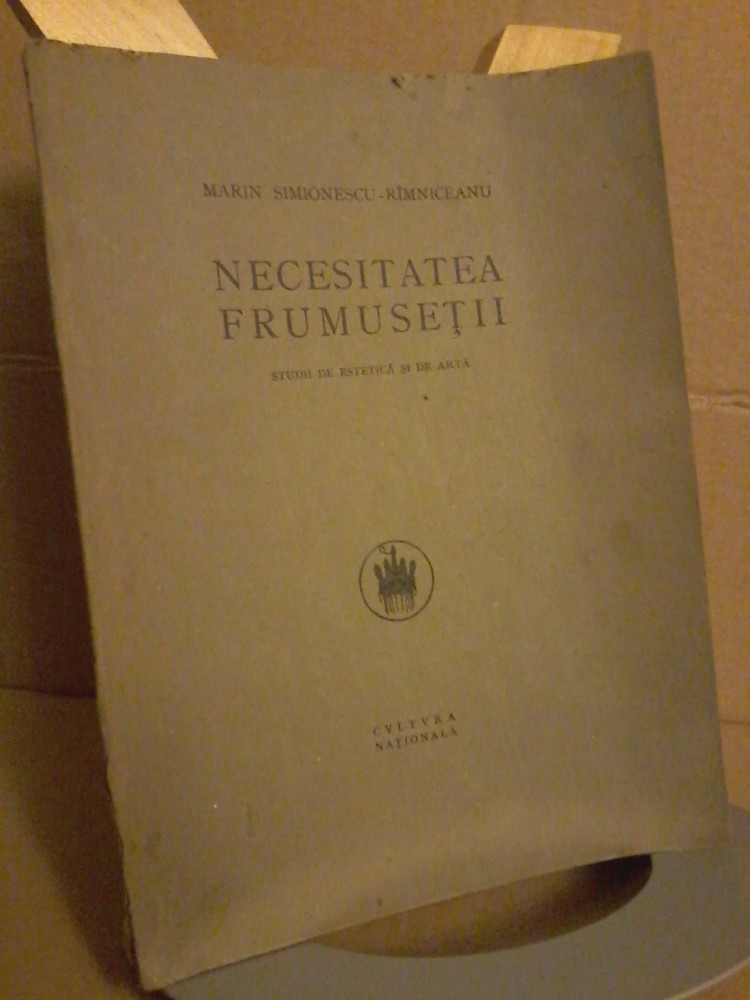 MARIN SIMIONESCU-RÎMNICEANU
NECESITATEA
FRUMUSEȚII
STUDII DE ESTETICĂ ȘI DE ARTĂ
CVLTVRA
NAȚIONALĂ